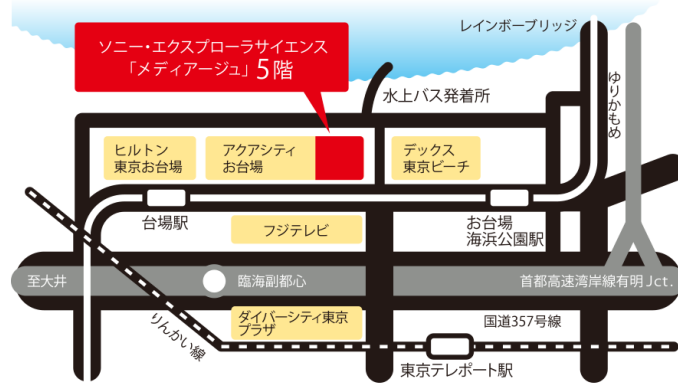 レインボーブリッジ
ソニー・エクスプローラサイエンス
「メディアージュ」5階
水上バス発着所
ゆりかもめ
ヒルトン
東京お台場
アクアシティ
お台場
デックス
東京ビーチ
台場駅
お台場
海浜公園駅
フジテレビ
至大井
臨海副都心
首都高速湾岸線有明Jct.
ダイバーシティ東京
プラザ
国道357号線
りんかい線
東京テレポート駅